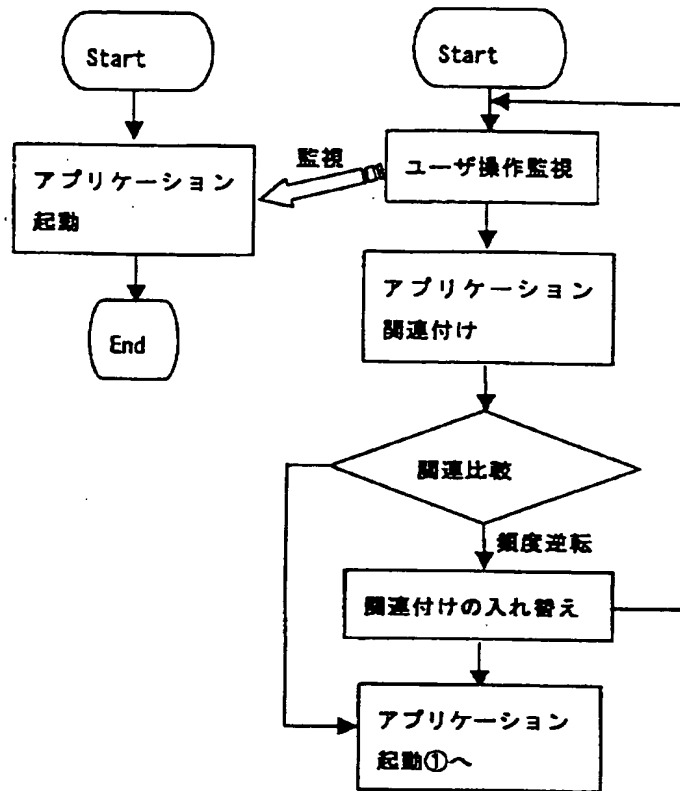 Start
アプリケーション
起動
End
Start
監視
ユーザ操作監視
アプリケーション
関連付け
関連比較
頻度逆転
関連付けの入れ替え
アプリケーション
起動①へ